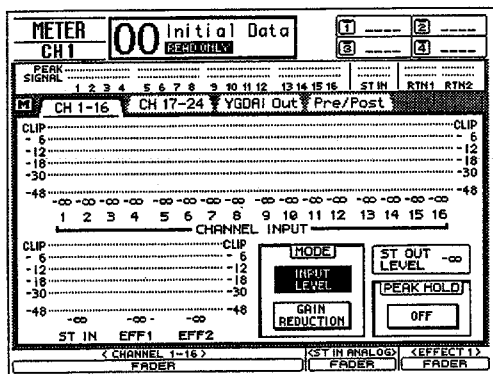 METER
CH1
00 Initial Data
READ ONLY
1 ---- 2 ----
3 ---- 4 ----
PEAK
SIGNAL
1 2 3 4 5 6 7 8 9 10 11 12 13 14 15 16 ST IN RTN1 RTN2
M CH 1-16 CH 17-24 YGDAI Out Pre/Post
CLIP CLIP
- 6 - 6
-12 -12
-18 -18
-30 -30
-48 -48
-∞ -∞ -∞ -∞ -∞ -∞ -∞ -∞ -∞ -∞ -∞ -∞ -∞ -∞ -∞ -∞
1 2 3 4 5 6 7 8 9 10 11 12 13 14 15 16
CHANNEL INPUT
CLIP CLIP
- 6 - 6
-12 -12
-18 -18
-30 -30
-48 -48
-∞ -∞ -∞
ST IN EFF1 EFF2
MODE
INPUT
LEVEL
GAIN
REDUCTION
ST OUT
LEVEL -∞
PEAK HOLD
OFF
< CHANNEL 1-16 > <ST IN ANALOG> <EFFECT 1>
FADER FADER FADER